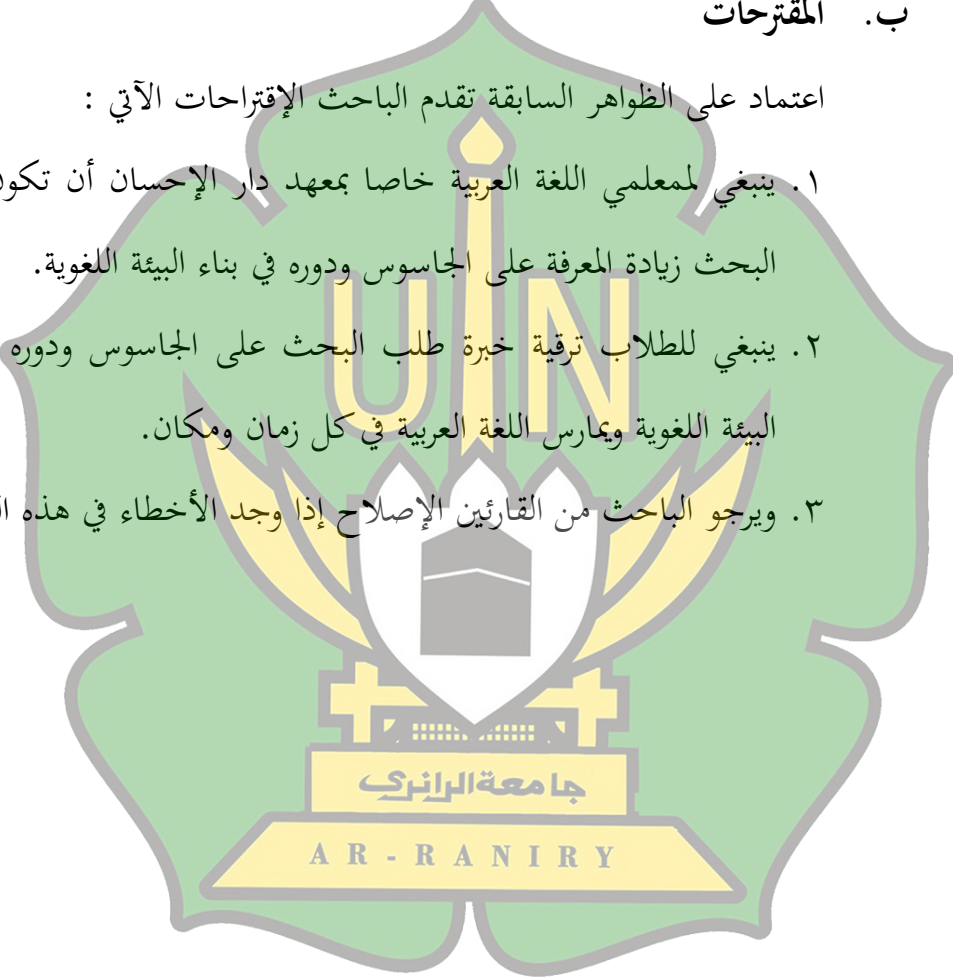 ب. المقترحات
اعتماد على الظواهر السابقة تقدم الباحث الإقتراحات الآتي :
١. ينبغي لممعلمي اللغة العربية خاصا بمعهد دار الإحسان أن
البحث زيادة المعرفة على الجاسوس ودوره في بناء البيئة اللغوية.
٢. ينبغي للطلاب ترقية خبرة طلب البحث على الجاسوس ودوره
البيئة اللغوية ويمارس اللغة العربية في كل زمان ومكان.
٣. ويرجو الباحث من القارئين الإصلاح إذا وجد الأخطاء في هذه
UIN
جامعة الرانري
AR-RANIRY